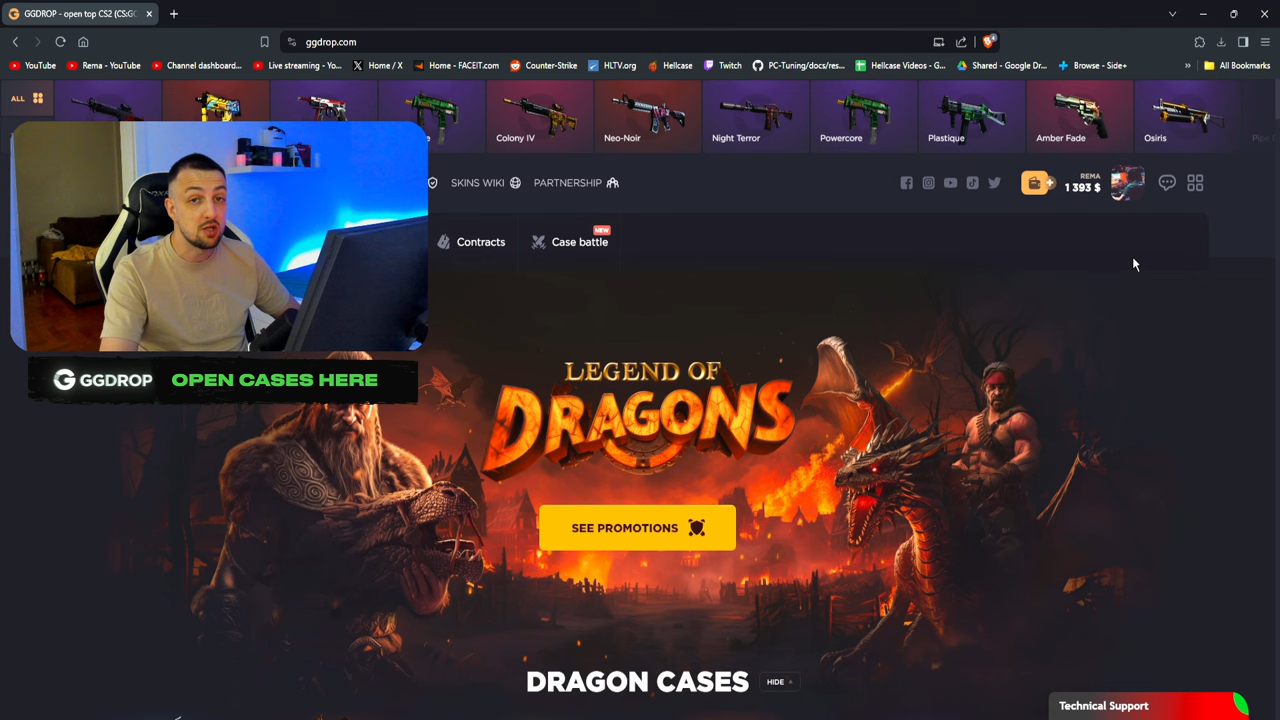 GGDROP - open top CS2 (CS:GC
ggdrop.com
YouTube
Rema - YouTube
Channel dashboard...
Live streaming - Yo...
Home / X
Home - FACEIT.com
Counter-Strike
HLTV.org
Hellcase
Twitch
PC-Tuning/docs/res...
Hellcase Videos - G...
Shared - Google Dr...
Browse - Side+
»
All Bookmarks
ALL
Colony IV
Neo-Noir
Night Terror
Powercore
Plastique
Amber Fade
Osiris
SKINS WIKI
PARTNERSHIP
REMA
1 393 $
Contracts
NEW
Case battle
GGDROP
OPEN CASES HERE
LEGEND OF
DRAGONS
SEE PROMOTIONS
DRAGON CASES
HIDE
Technical Support